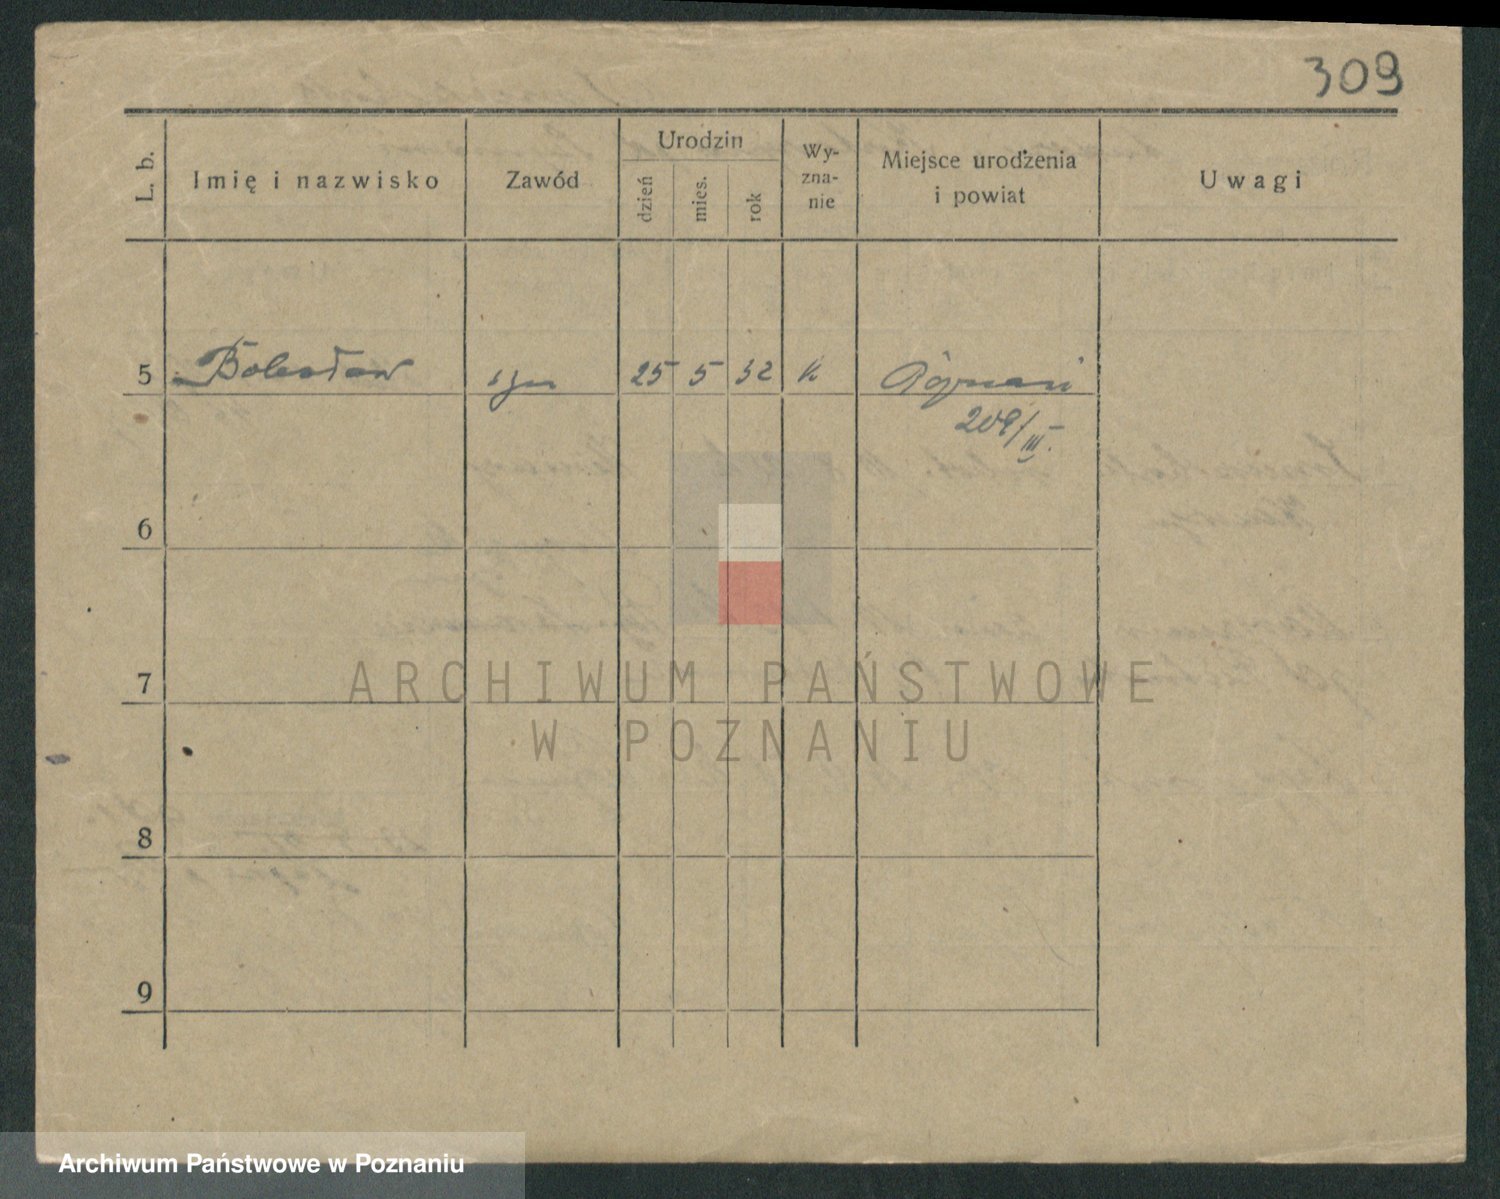 309
L. b.
Imię i nazwisko
Zawód
Urodzin
dzień
mies.
rok
Wy-
zna-
nie
Miejsce urodzenia
i powiat
Uwagi
5 Bolesław syn 25 5 32 k Poznań
209/III.
6
7
8
9
ARCHIWUM PAŃSTWOWE
W POZNANIU
Archiwum Państwowe w Poznaniu